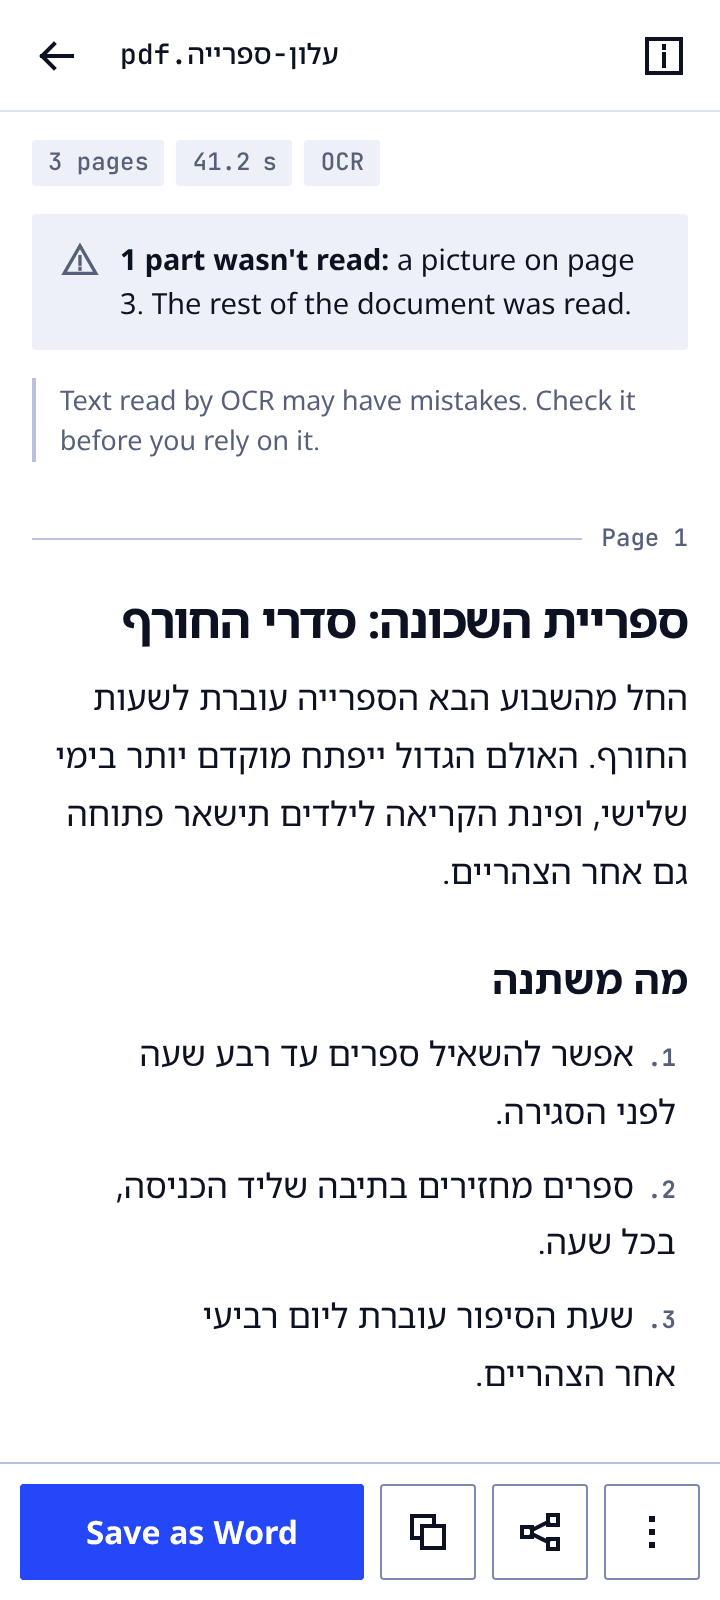 עלון-ספרייה.pdf
3 pages
41.2 s
OCR
1 part wasn't read: a picture on page
3. The rest of the document was read.
Text read by OCR may have mistakes. Check it
before you rely on it.
Page 1
ספריית השכונה: סדרי החורף
החל מהשבוע הבא הספרייה עוברת לשעות
החורף. האולם הגדול ייפתח מוקדם יותר בימי
שלישי, ופינת הקריאה לילדים תישאר פתוחה
גם אחר הצהריים.
מה משתנה
1. אפשר להשאיל ספרים עד רבע שעה
לפני הסגירה.
2. ספרים מחזירים בתיבה שליד הכניסה,
בכל שעה.
3. שעת הסיפור עוברת ליום רביעי
אחר הצהריים.
Save as Word